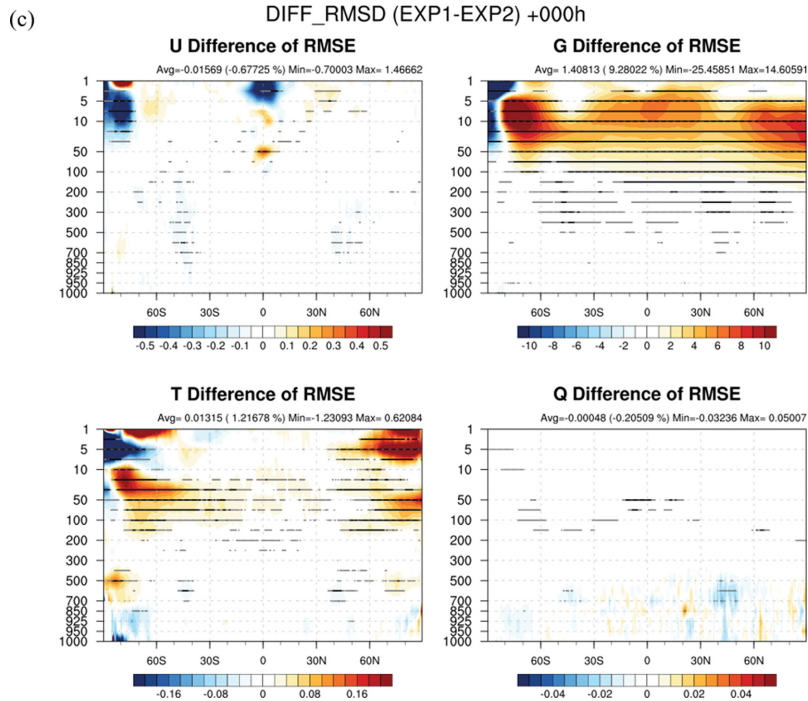 (c)
DIFF_RMSD (EXP1-EXP2) +000h
U Difference of RMSE
Avg=-0.01569 (-0.67725 %) Min=-0.70003 Max= 1.46662
1
5
10
50
100
200
300
500
700
850
925
950
1000
60S 30S 0 30N 60N
-0.5 -0.4 -0.3 -0.2 -0.1 0 0.1 0.2 0.3 0.4 0.5
G Difference of RMSE
Avg= 1.40813 ( 9.28022 %) Min=-25.45851 Max=14.60591
1
5
10
50
100
200
300
500
700
850
925
950
1000
60S 30S 0 30N 60N
-10 -8 -6 -4 -2 0 2 4 6 8 10
T Difference of RMSE
Avg= 0.01315 ( 1.21678 %) Min=-1.23093 Max= 0.62084
1
5
10
50
100
200
300
500
700
850
925
950
1000
60S 30S 0 30N 60N
-0.16 -0.08 0 0.08 0.16
Q Difference of RMSE
Avg=-0.00048 (-0.20509 %) Min=-0.03236 Max= 0.05007
1
5
10
50
100
200
300
500
700
850
925
950
1000
60S 30S 0 30N 60N
-0.04 -0.02 0 0.02 0.04